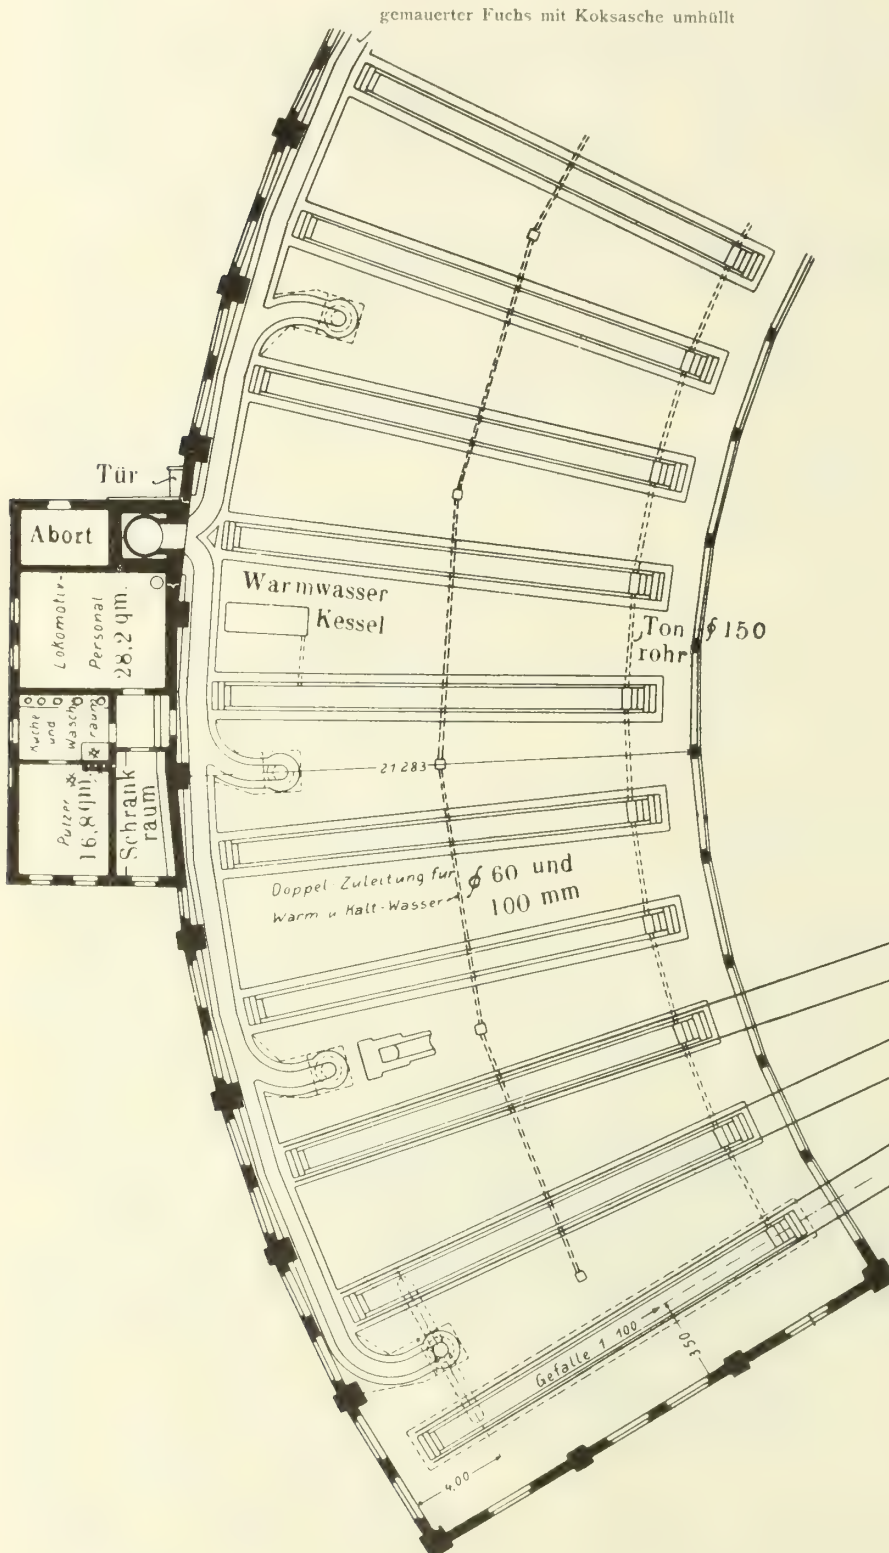 gemauerter Fuchs mit Koksasche umhüllt
Tür
Abort
Lokomotiv-
Personal
28,2 qm.
Warmwasser
Kessel
Ton
rohr
∮ 150
Küche
und
Wasch
raum
Putzer
16,8 qm.
Schrank
raum
21 283
Doppel Zuleitung für
Warm u Kalt-Wasser
∮ 60 und
100 mm
Gefälle 1 100
350
4.00